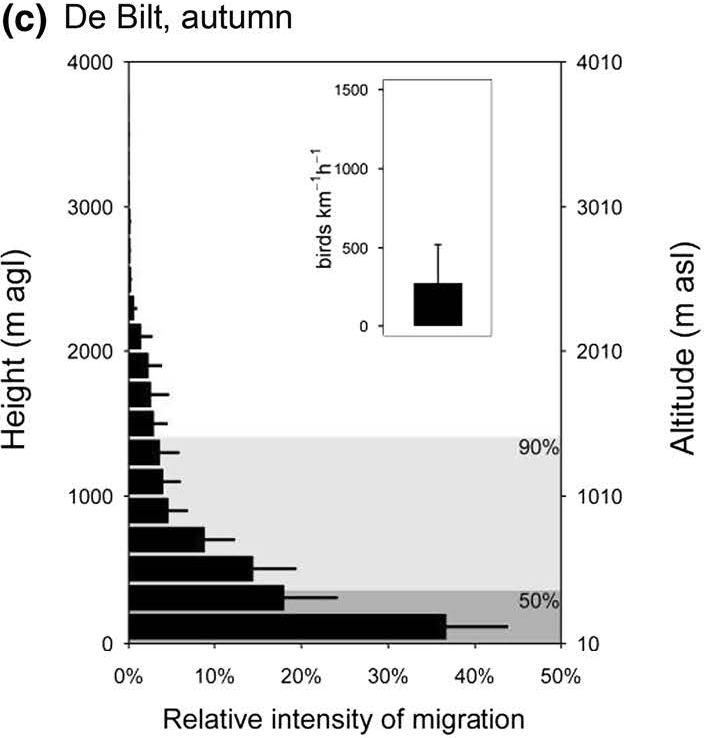 (c) De Bilt, autumn
4000
3000
2000
1000
0
Height (m agl)
0% 10% 20% 30% 40% 50%
Relative intensity of migration
1500
1000
500
0
birds km⁻¹h⁻¹
90%
50%
4010
3010
2010
1010
10
Altitude (m asl)